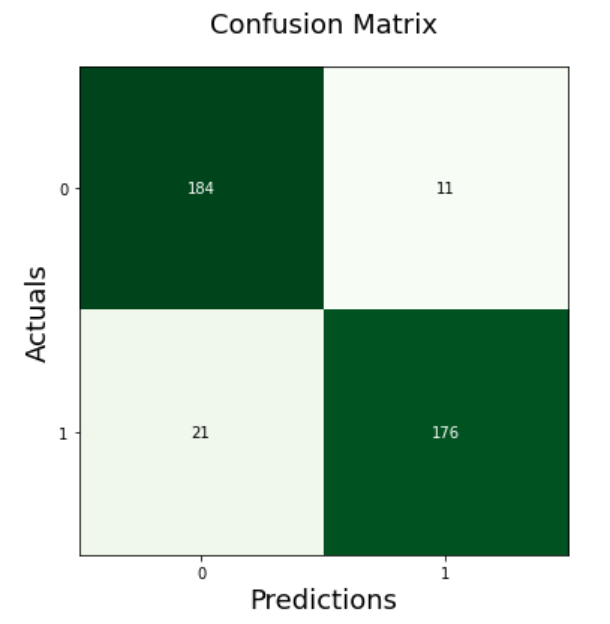 Confusion Matrix
0
184
11
Actuals
1
21
176
0
1
Predictions